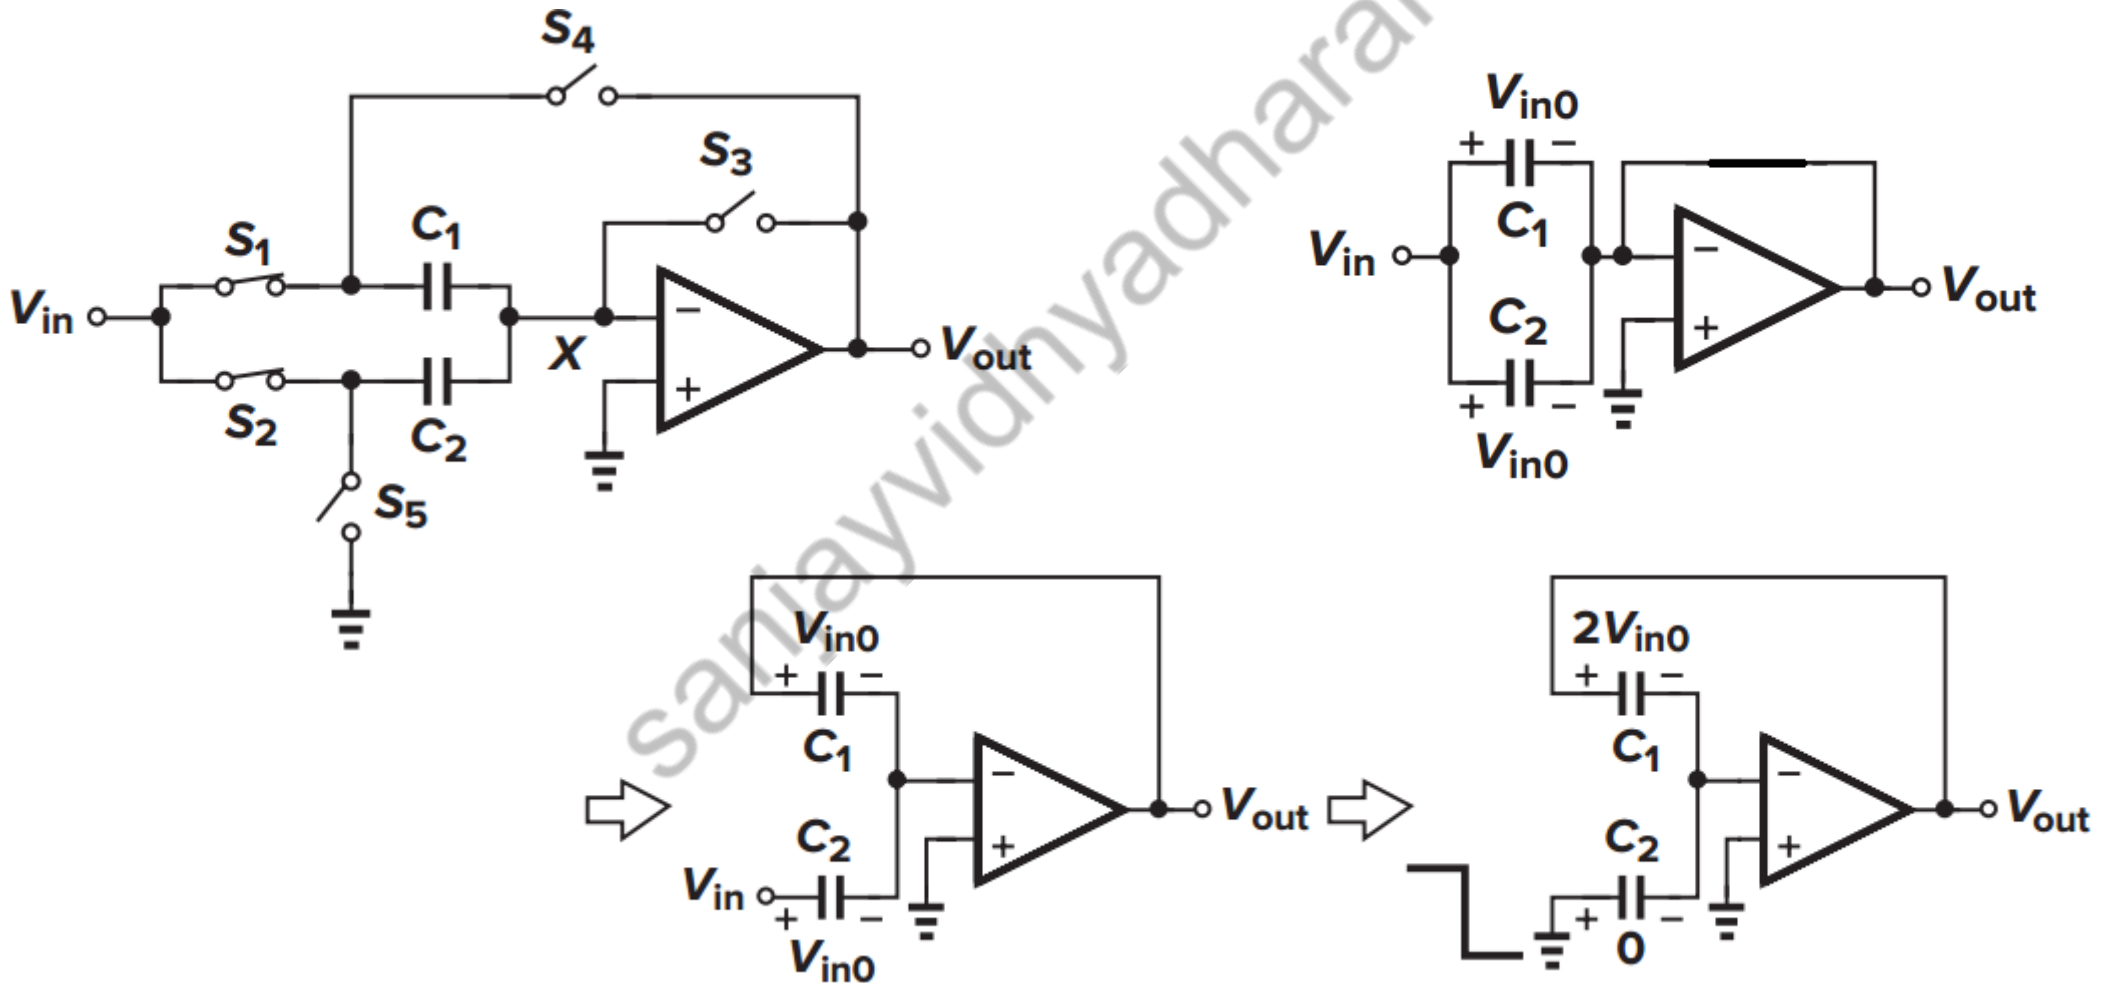 S4
S3
S1
C1
Vin
X
S2
C2
S5
−
+
Vout
Vin0
+ −
C1
Vin
C2
+ −
Vin0
−
+
Vout
sanjayvidhyadharan
Vin0
+ −
C1
C2
Vin
+ −
Vin0
−
+
Vout
2Vin0
+ −
C1
C2
+ −
0
−
+
Vout